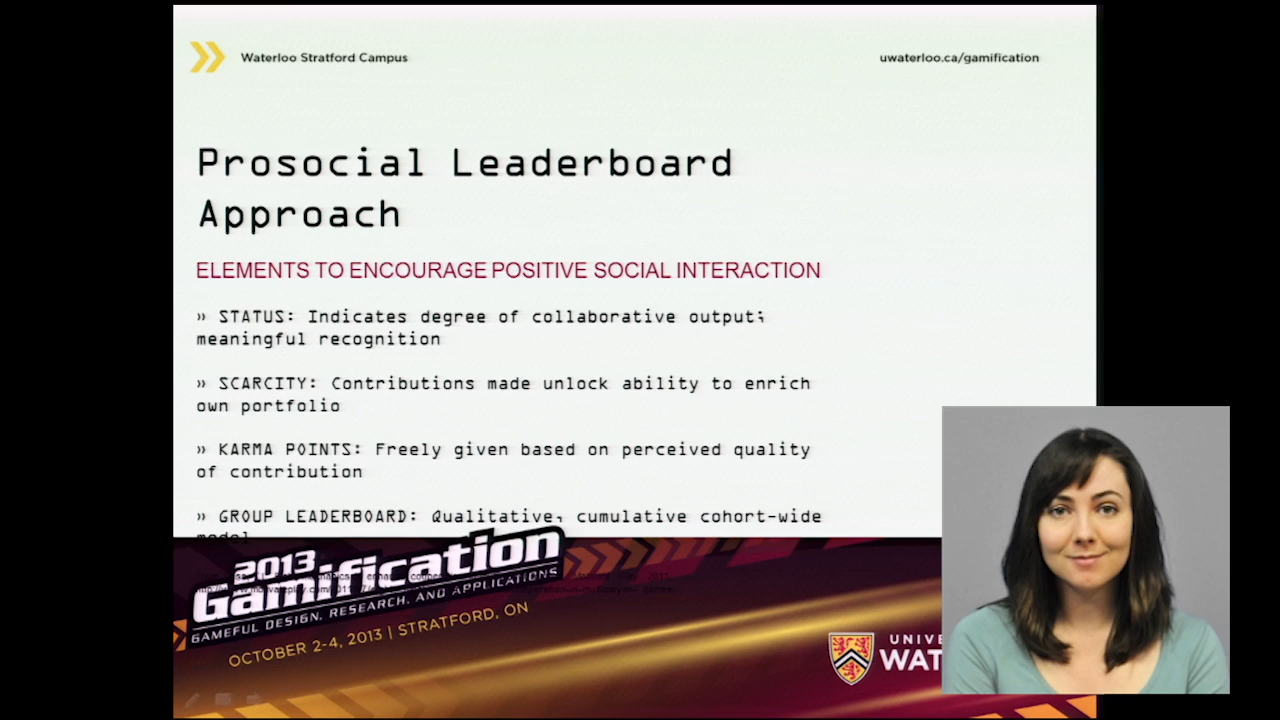 Waterloo Stratford Campus
uwaterloo.ca/gamification
Prosocial Leaderboard
Approach
ELEMENTS TO ENCOURAGE POSITIVE SOCIAL INTERACTION
» STATUS: Indicates degree of collaborative output;
meaningful recognition
» SCARCITY: Contributions made unlock ability to enrich
own portfolio
» KARMA POINTS: Freely given based on perceived quality
of contribution
» GROUP LEADERBOARD: Qualitative, cumulative cohort-wide
model
2013
Gamification
GAMEFUL DESIGN, RESEARCH, AND APPLICATIONS
OCTOBER 2-4, 2013 | STRATFORD, ON
UNIVE
WAT